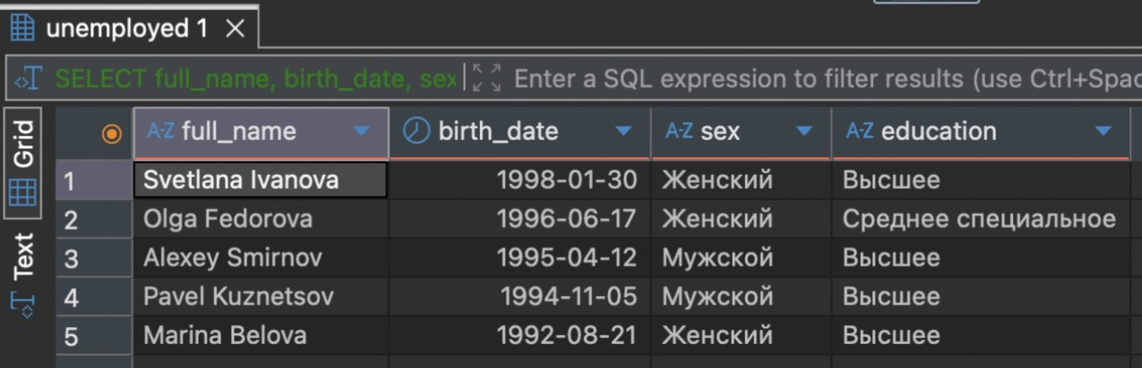 unemployed 1
SELECT full_name, birth_date, sex Enter a SQL expression to filter results (use Ctrl+Spac
Grid
Text
A-Z full_name birth_date A-Z sex A-Z education
1 Svetlana Ivanova 1998-01-30 Женский Высшее
2 Olga Fedorova 1996-06-17 Женский Среднее специальное
3 Alexey Smirnov 1995-04-12 Мужской Высшее
4 Pavel Kuznetsov 1994-11-05 Мужской Высшее
5 Marina Belova 1992-08-21 Женский Высшее